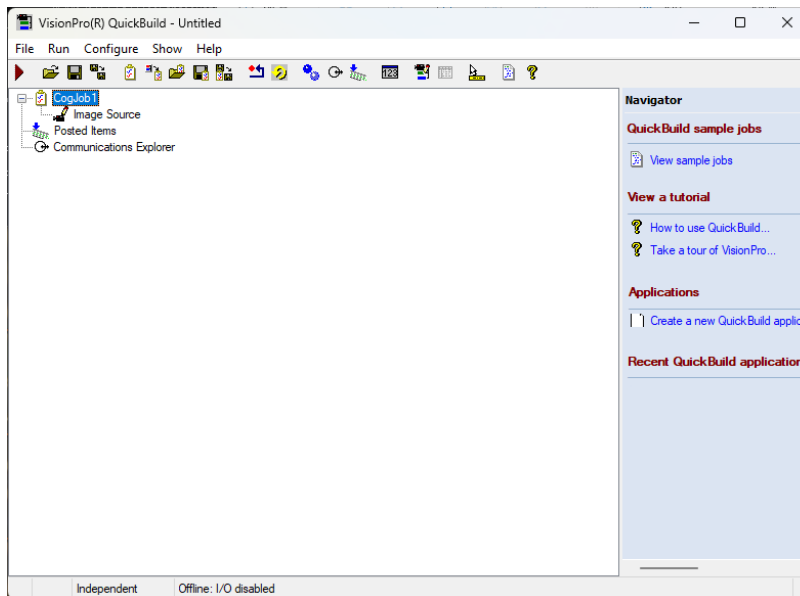 VisionPro(R) QuickBuild - Untitled
File Run Configure Show Help
123
CogJob1
Image Source
Posted Items
Communications Explorer
Navigator
QuickBuild sample jobs
View sample jobs
View a tutorial
How to use QuickBuild...
Take a tour of VisionPro...
Applications
Create a new QuickBuild applic
Recent QuickBuild application
Independent Offline: I/O disabled